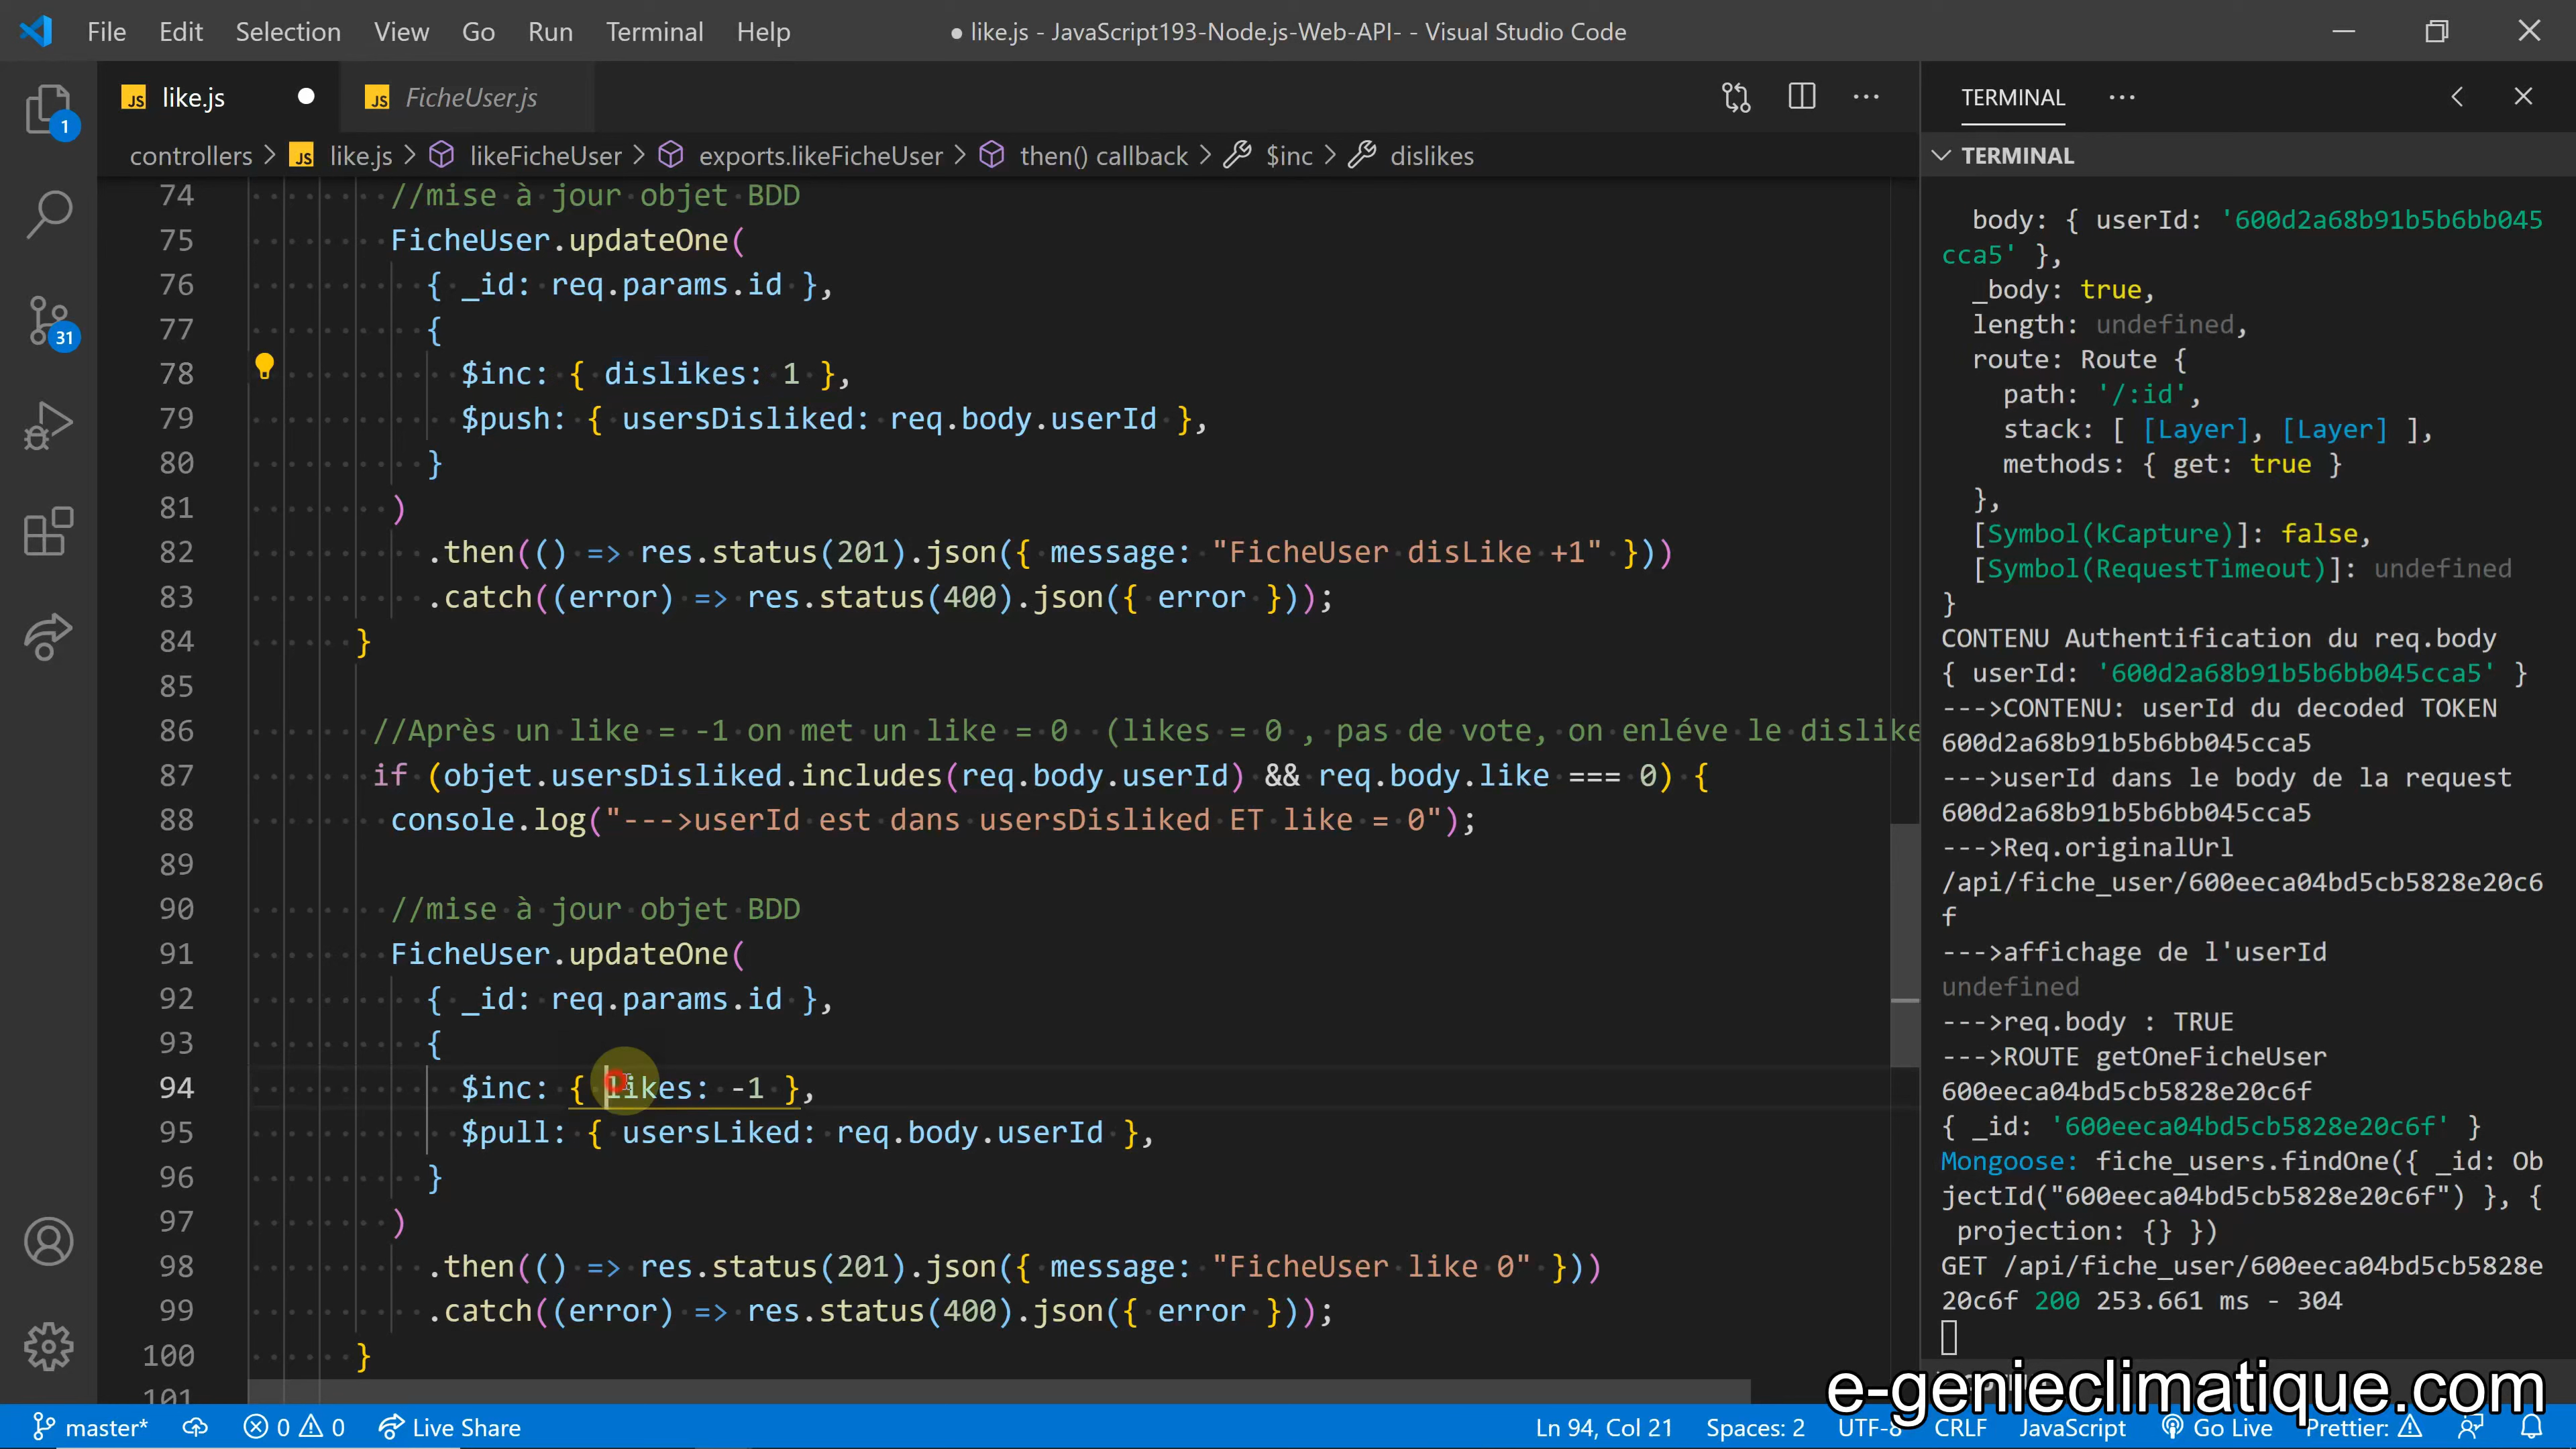 File Edit Selection View Go Run Terminal Help
● like.js - JavaScript193-Node.js-Web-API- - Visual Studio Code
JS like.js ●
JS FicheUser.js
controllers > JS like.js > likeFicheUser > exports.likeFicheUser > then() callback > $inc > dislikes
74 //mise à jour objet BDD
75 FicheUser.updateOne(
76 { _id: req.params.id },
77 {
78 $inc: { dislikes: 1 },
79 $push: { usersDisliked: req.body.userId },
80 }
81 )
82 .then(() => res.status(201).json({ message: "FicheUser disLike +1" }))
83 .catch((error) => res.status(400).json({ error }));
84 }
85
86 //Après un like = -1 on met un like = 0 (likes = 0 , pas de vote, on enléve le dislike
87 if (objet.usersDisliked.includes(req.body.userId) && req.body.like === 0) {
88 console.log("--->userId est dans usersDisliked ET like = 0");
89
90 //mise à jour objet BDD
91 FicheUser.updateOne(
92 { _id: req.params.id },
93 {
94 $inc: { likes: -1 },
95 $pull: { usersLiked: req.body.userId },
96 }
97 )
98 .then(() => res.status(201).json({ message: "FicheUser like 0" }))
99 .catch((error) => res.status(400).json({ error }));
100 }
101
1
31
TERMINAL
TERMINAL
body: { userId: '600d2a68b91b5b6bb045
cca5' },
_body: true,
length: undefined,
route: Route {
path: '/:id',
stack: [ [Layer], [Layer] ],
methods: { get: true }
},
[Symbol(kCapture)]: false,
[Symbol(RequestTimeout)]: undefined
}
CONTENU Authentification du req.body
{ userId: '600d2a68b91b5b6bb045cca5' }
--->CONTENU: userId du decoded TOKEN
600d2a68b91b5b6bb045cca5
--->userId dans le body de la request
600d2a68b91b5b6bb045cca5
--->Req.originalUrl
/api/fiche_user/600eeca04bd5cb5828e20c6
f
--->affichage de l'userId
undefined
--->req.body : TRUE
--->ROUTE getOneFicheUser
600eeca04bd5cb5828e20c6f
{ _id: '600eeca04bd5cb5828e20c6f' }
Mongoose: fiche_users.findOne({ _id: Ob
jectId("600eeca04bd5cb5828e20c6f") }, {
projection: {} })
GET /api/fiche_user/600eeca04bd5cb5828e
20c6f 200 253.661 ms - 304
e-genieclimatique.com
master* 0 0 Live Share Ln 94, Col 21 Spaces: 2 UTF-8 CRLF JavaScript Go Live Prettier: